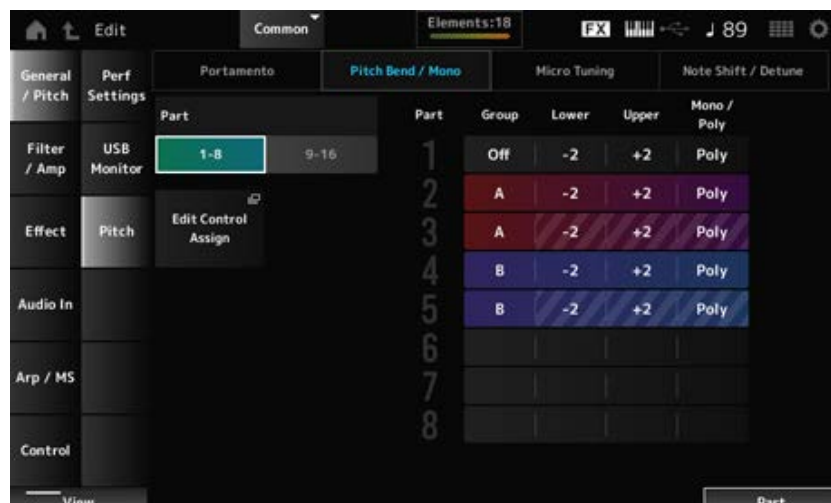 Edit
Common
Elements:18
FX
♩ 89
General / Pitch
Filter / Amp
Effect
Audio In
Arp / MS
Control
View
Perf Settings
USB Monitor
Pitch
Portamento
Pitch Bend / Mono
Micro Tuning
Note Shift / Detune
Part
1-8
9-16
Edit Control Assign
Part Group Lower Upper Mono / Poly
1 Off -2 +2 Poly
2 A -2 +2 Poly
3 A -2 +2 Poly
4 B -2 +2 Poly
5 B -2 +2 Poly
6
7
8
Part